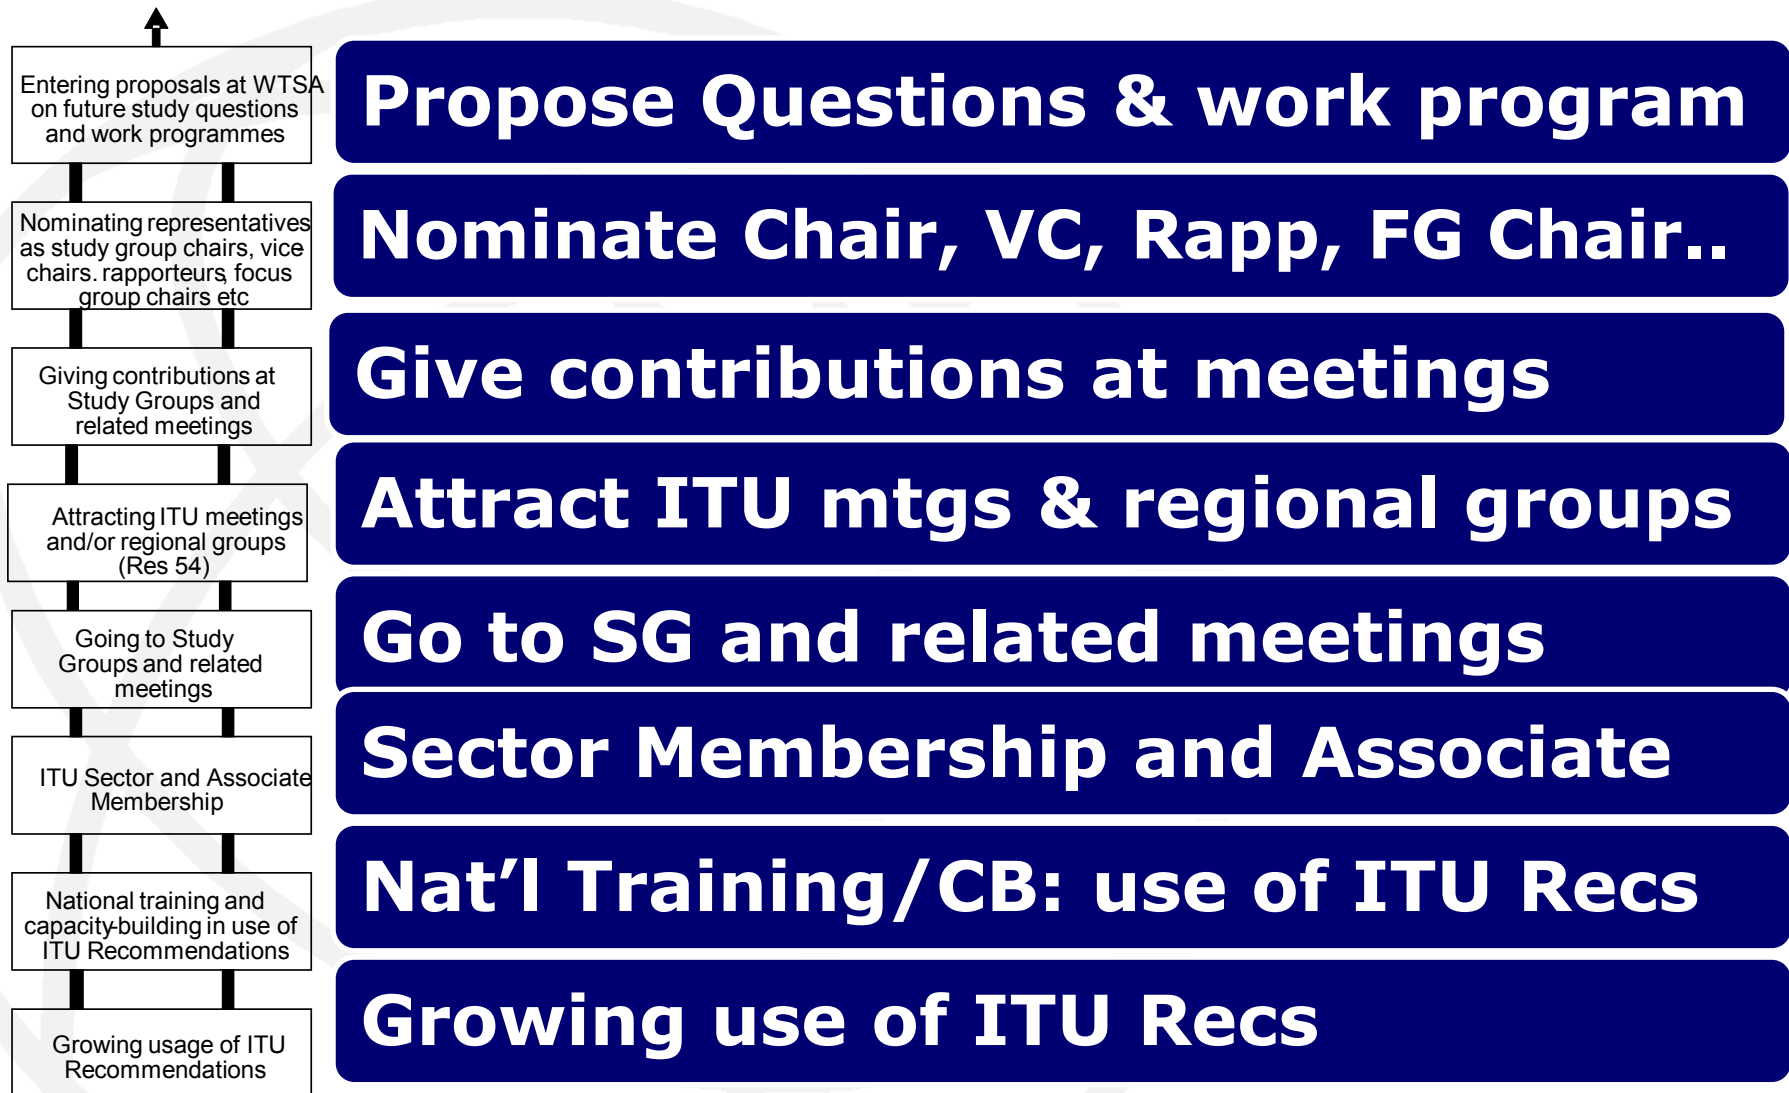 Entering proposals at WTSA
on future study questions
and work programmes
Propose Questions & work program
Nominating representatives
as study group chairs, vice
chairs. rapporteurs, focus
group chairs etc
Nominate Chair, VC, Rapp, FG Chair..
Giving contributions at
Study Groups and
related meetings
Give contributions at meetings
Attracting ITU meetings
and/or regional groups
(Res 54)
Attract ITU mtgs & regional groups
Going to Study
Groups and related
meetings
Go to SG and related meetings
ITU Sector and Associate
Membership
Sector Membership and Associate
National training and
capacity-building in use of
ITU Recommendations
Nat’l Training/CB: use of ITU Recs
Growing usage of ITU
Recommendations
Growing use of ITU Recs